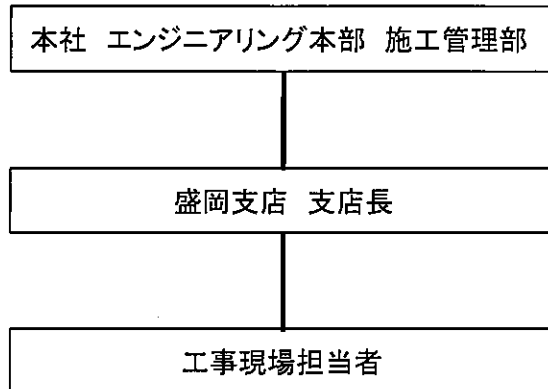 本社 エンジニアリング本部 施工管理部
盛岡支店 支店長
工事現場担当者